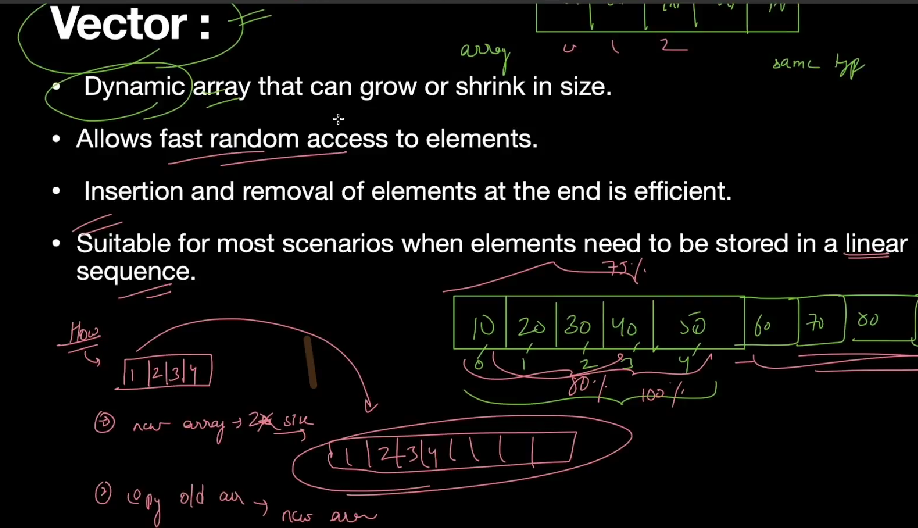 Vector :
array
0 1 2
same typ
• Dynamic array that can grow or shrink in size.
• Allows fast random access to elements.
• Insertion and removal of elements at the end is efficient.
• Suitable for most scenarios when elements need to be stored in a linear
sequence.
75%
10 20 30 40 50 60 70 80
0 1 2 3 4
80% 100%
How
1 2 3 4
new array → 2x size
1 2 3 4
copy old arr → new arr